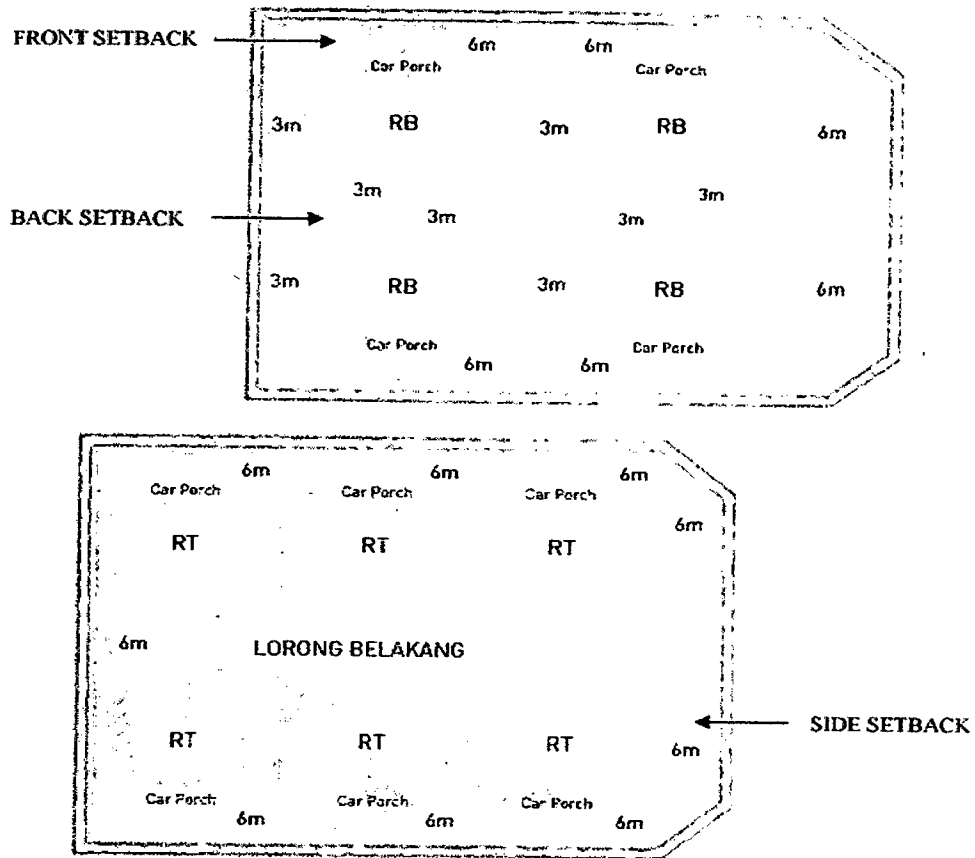 FRONT SETBACK
6m 6m
Car Porch Car Porch
3m RB 3m RB 6m
3m 3m
BACK SETBACK 3m 3m
3m RB 3m RB 6m
Car Porch Car Porch
6m 6m
6m 6m 6m
Car Porch Car Porch Car Porch
6m
RT RT RT
6m LORONG BELAKANG
SIDE SETBACK
RT RT RT 6m
Car Porch Car Porch Car Porch
6m 6m 6m